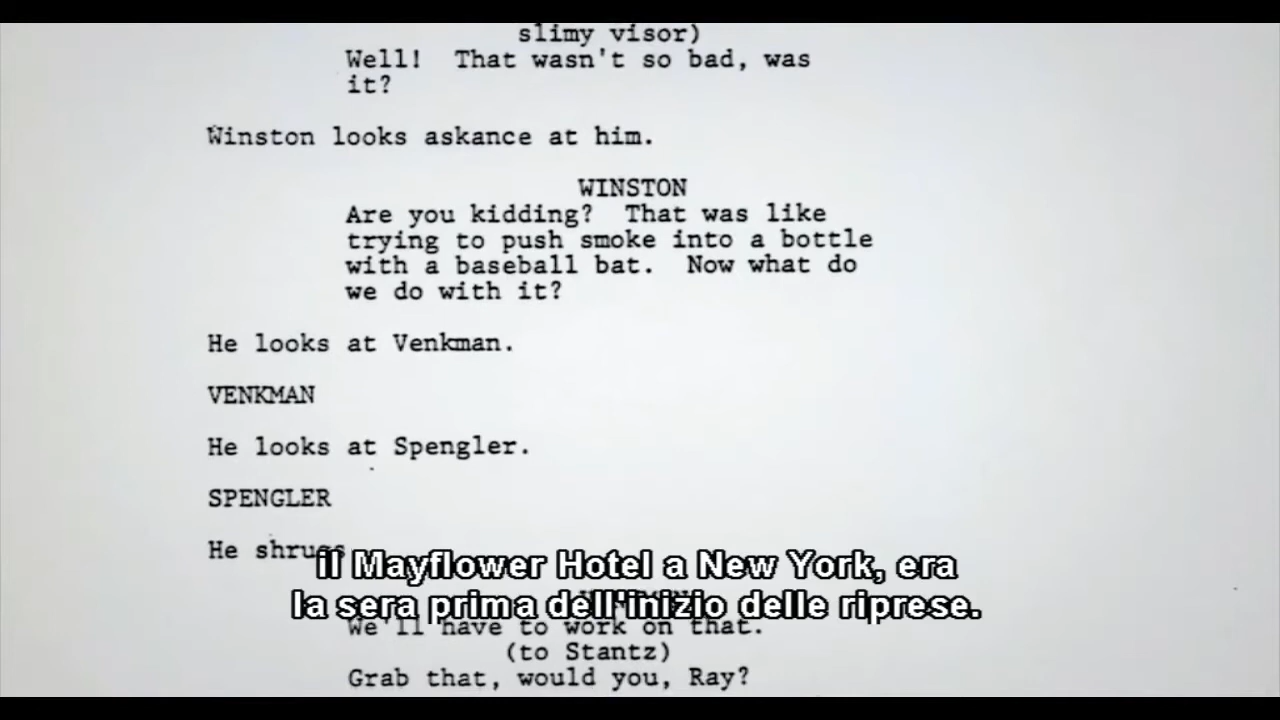 slimy visor)
Well!  That wasn't so bad, was
it?
Winston looks askance at him.
WINSTON
Are you kidding?  That was like
trying to push smoke into a bottle
with a baseball bat.  Now what do
we do with it?
He looks at Venkman.
VENKMAN
He looks at Spengler.
SPENGLER
He shrugs
il Mayflower Hotel a New York, era
la sera prima dell'inizio delle riprese.
We'll have to work on that.
(to Stantz)
Grab that, would you, Ray?